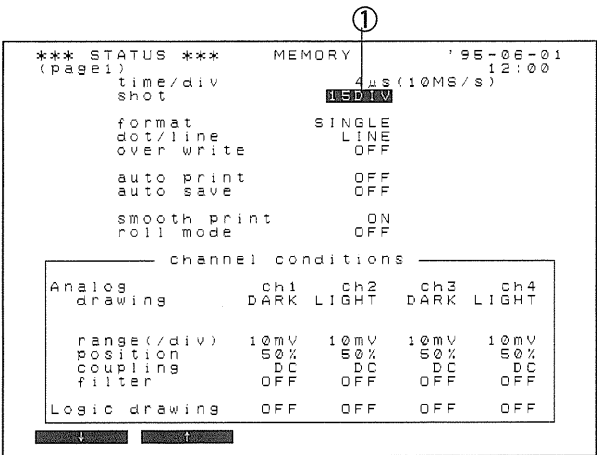 ①
*** STATUS *** MEMORY '95-06-01
(page1) 12:00
time/div 4μs(10MS/s)
shot 15DIV
format SINGLE
dot/line LINE
over write OFF
auto print OFF
auto save OFF
smooth print ON
roll mode OFF
channel conditions
Analog ch1 ch2 ch3 ch4
drawing DARK LIGHT DARK LIGHT
range(/div) 10mV 10mV 10mV 10mV
position 50% 50% 50% 50%
coupling DC DC DC DC
filter OFF OFF OFF OFF
Logic drawing OFF OFF OFF OFF
↓ ↑